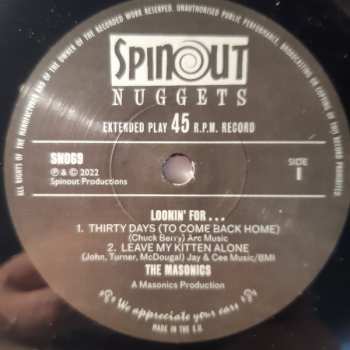 ALL RIGHTS OF THE MANUFACTURER AND OF THE OWNER OF THE RECORDED WORK RESERVED. UNAUTHORISED PUBLIC PERFORMANCE, BROADCASTING OR COPYING OF THIS RECORD PROHIBITED
SPINOUT
NUGGETS
EXTENDED PLAY 45 R.P.M. RECORD
SN069
℗ & © 2022
Spinout Productions
SIDE
1
LOOKIN' FOR . . .
1. THIRTY DAYS (TO COME BACK HOME)
(Chuck Berry) Arc Music
2. LEAVE MY KITTEN ALONE
(John, Turner, McDougal) Jay & Cee Music/BMI
THE MASONICS
A Masonics Production
We appreciate your ears
MADE IN THE E.U.